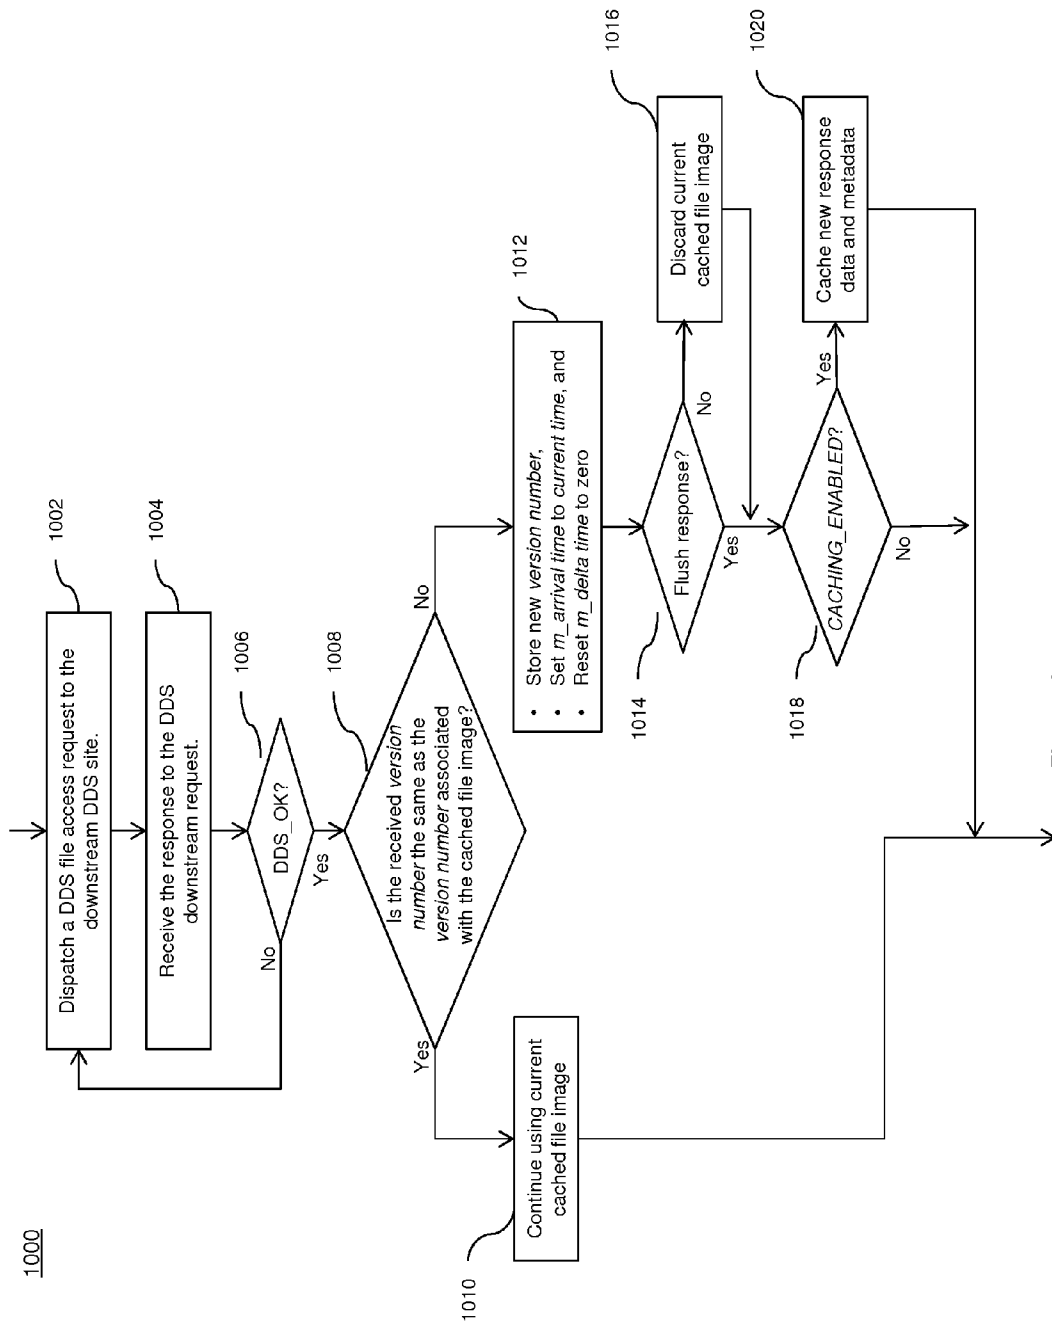 1000
Dispatch a DDS file access request to the
downstream DDS site.
1002
Receive the response to the DDS
downstream request.
1004
DDS_OK?
1006
No
Yes
Is the received version
number the same as the
version number associated
with the cached file image?
1008
Yes
No
Continue using current
cached file image
1010
• Store new version number,
• Set m_arrival time to current time, and
• Reset m_delta time to zero
1012
Flush response?
1014
No
Yes
Discard current
cached file image
1016
CACHING_ENABLED?
1018
Yes
No
Cache new response
data and metadata
1020